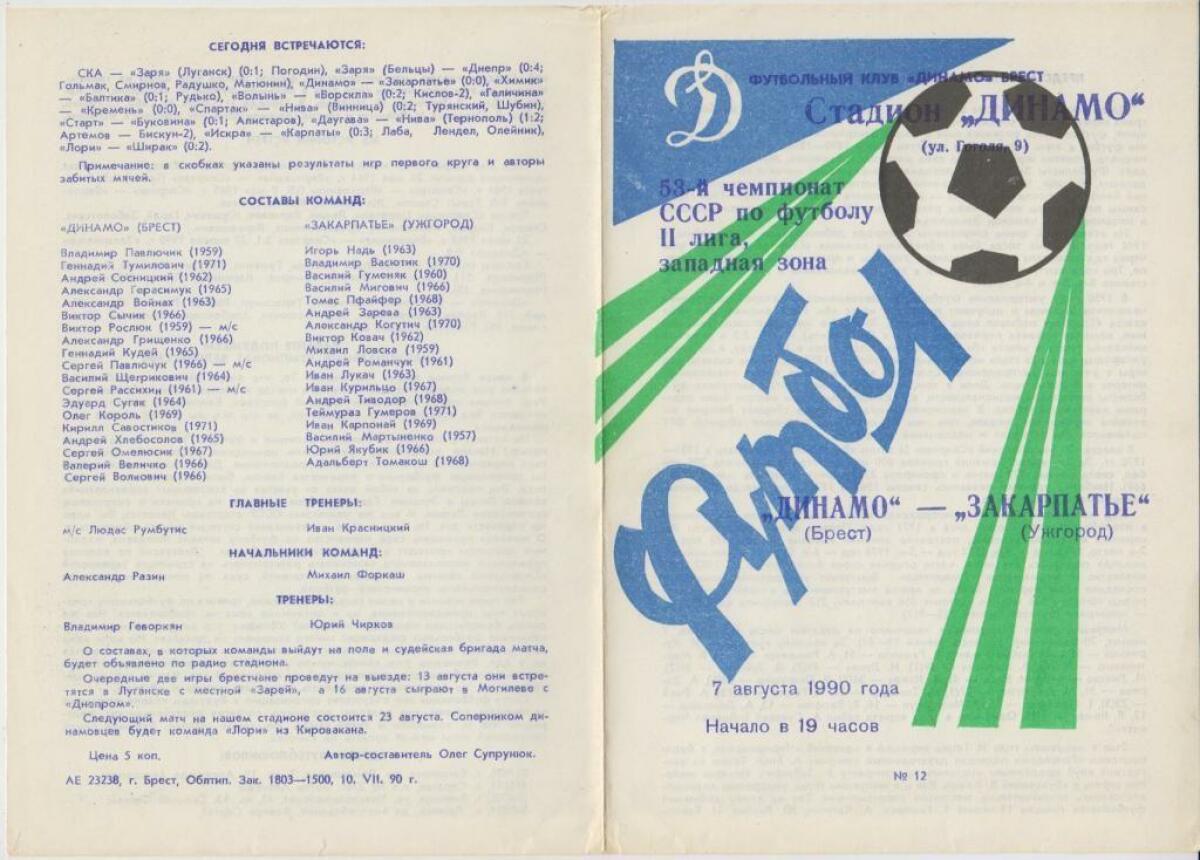 СЕГОДНЯ ВСТРЕЧАЮТСЯ:
СКА — «Заря» (Луганск) (0:1; Погодин), «Заря» (Бельцы) — «Днепр» (0:4;
Гольмак, Смирнов, Радушко, Матюнин), «Динамо» — «Закарпатье» (0:0), «Химик»
— «Балтика» (0:1; Рудько), «Волынь» — «Ворскла» (0:2; Кислов-2), «Галичина»
— «Кремень» (0:0), «Спартак» — «Нива» (Винница) (0:2; Турянский, Шубин),
«Старт» — «Буковина» (0:1; Алистаров), «Даугава» — «Нива» (Тернополь) (1:2;
Артемов — Бискун-2), «Искра» — «Карпаты» (0:3; Лаба, Лендел, Олейник),
«Лори» — «Ширак» (0:2).
Примечание: в скобках указаны результаты игр первого круга и авторы
забитых мячей.
СОСТАВЫ КОМАНД:
«ДИНАМО» (БРЕСТ)
Владимир Павлючик (1959)
Геннадий Тумилович (1971)
Андрей Сосницкий (1962)
Александр Герасимук (1965)
Александр Войнах (1963)
Виктор Сычик (1966)
Виктор Рослюк (1959) — м/с
Александр Грищенко (1966)
Геннадий Кудей (1965)
Сергей Павлючук (1966) — м/с
Василий Щегрикович (1964)
Сергей Рассихин (1961) — м/с
Эдуард Сугак (1964)
Олег Король (1969)
Кирилл Савостиков (1971)
Андрей Хлебосолов (1965)
Сергей Омелюсик (1967)
Валерий Величко (1966)
Сергей Волкович (1966)
«ЗАКАРПАТЬЕ» (УЖГОРОД)
Игорь Надь (1963)
Владимир Васютик (1970)
Василий Гуменяк (1960)
Василий Мигович (1966)
Томас Пфайфер (1968)
Андрей Зарева (1963)
Александр Когутич (1970)
Виктор Ковач (1962)
Михаил Ловска (1959)
Андрей Романчук (1961)
Иван Лукач (1963)
Иван Курильцо (1967)
Андрей Тиводор (1968)
Теймураз Гумеров (1971)
Иван Карпонай (1969)
Василий Мартыненко (1957)
Юрий Якубик (1966)
Адальберт Томакош (1968)
ГЛАВНЫЕ ТРЕНЕРЫ:
м/с Людас Румбутис Иван Красницкий
НАЧАЛЬНИКИ КОМАНД:
Александр Разин Михаил Форкаш
ТРЕНЕРЫ:
Владимир Геворкян Юрий Чирков
О составах, в которых команды выйдут на поле и судейская бригада матча,
будет объявлено по радио стадиона.
Очередные две игры брестчане проведут на выезде: 13 августа они встре-
тятся в Луганске с местной «Зарей», а 16 августа сыграют в Могилеве с
«Днепром».
Следующий матч на нашем стадионе состоится 23 августа. Соперником ди-
намовцев будет команда «Лори» из Кировакана.
Цена 5 коп. Автор-составитель Олег Супрунюк.
АЕ 23238, г. Брест, Облтип. Зак. 1803—1500, 10. VII. 90 г.
Д
ФУТБОЛЬНЫЙ КЛУБ «ДИНАМО» БРЕСТ
Стадион „ДИНАМО“
(ул. Гоголя, 9)
53-й чемпионат
СССР по футболу
II лига,
западная зона
Футбол
„ДИНАМО“ — „ЗАКАРПАТЬЕ“
(Брест) (Ужгород)
7 августа 1990 года
Начало в 19 часов
№ 12